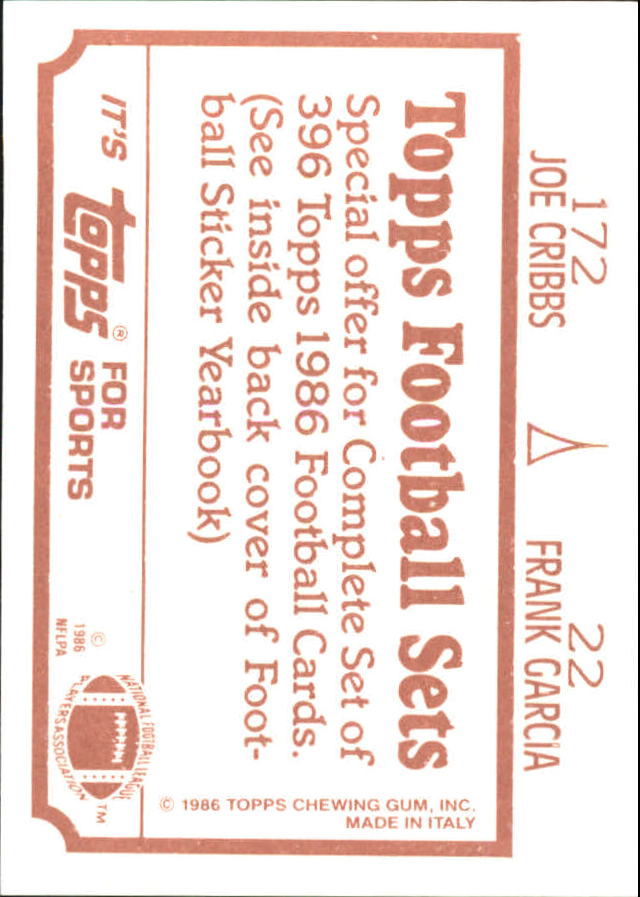 172
JOE CRIBBS
22
FRANK GARCIA
Topps Football Sets
Special offer for Complete Set of
396 Topps 1986 Football Cards.
(See inside back cover of Foot-
ball Sticker Yearbook)
© 1986 TOPPS CHEWING GUM, INC.
MADE IN ITALY
IT'S Topps® FOR
SPORTS
©
1986
NFLPA
NATIONAL FOOTBALL LEAGUE
PLAYERS ASSOCIATION
TM